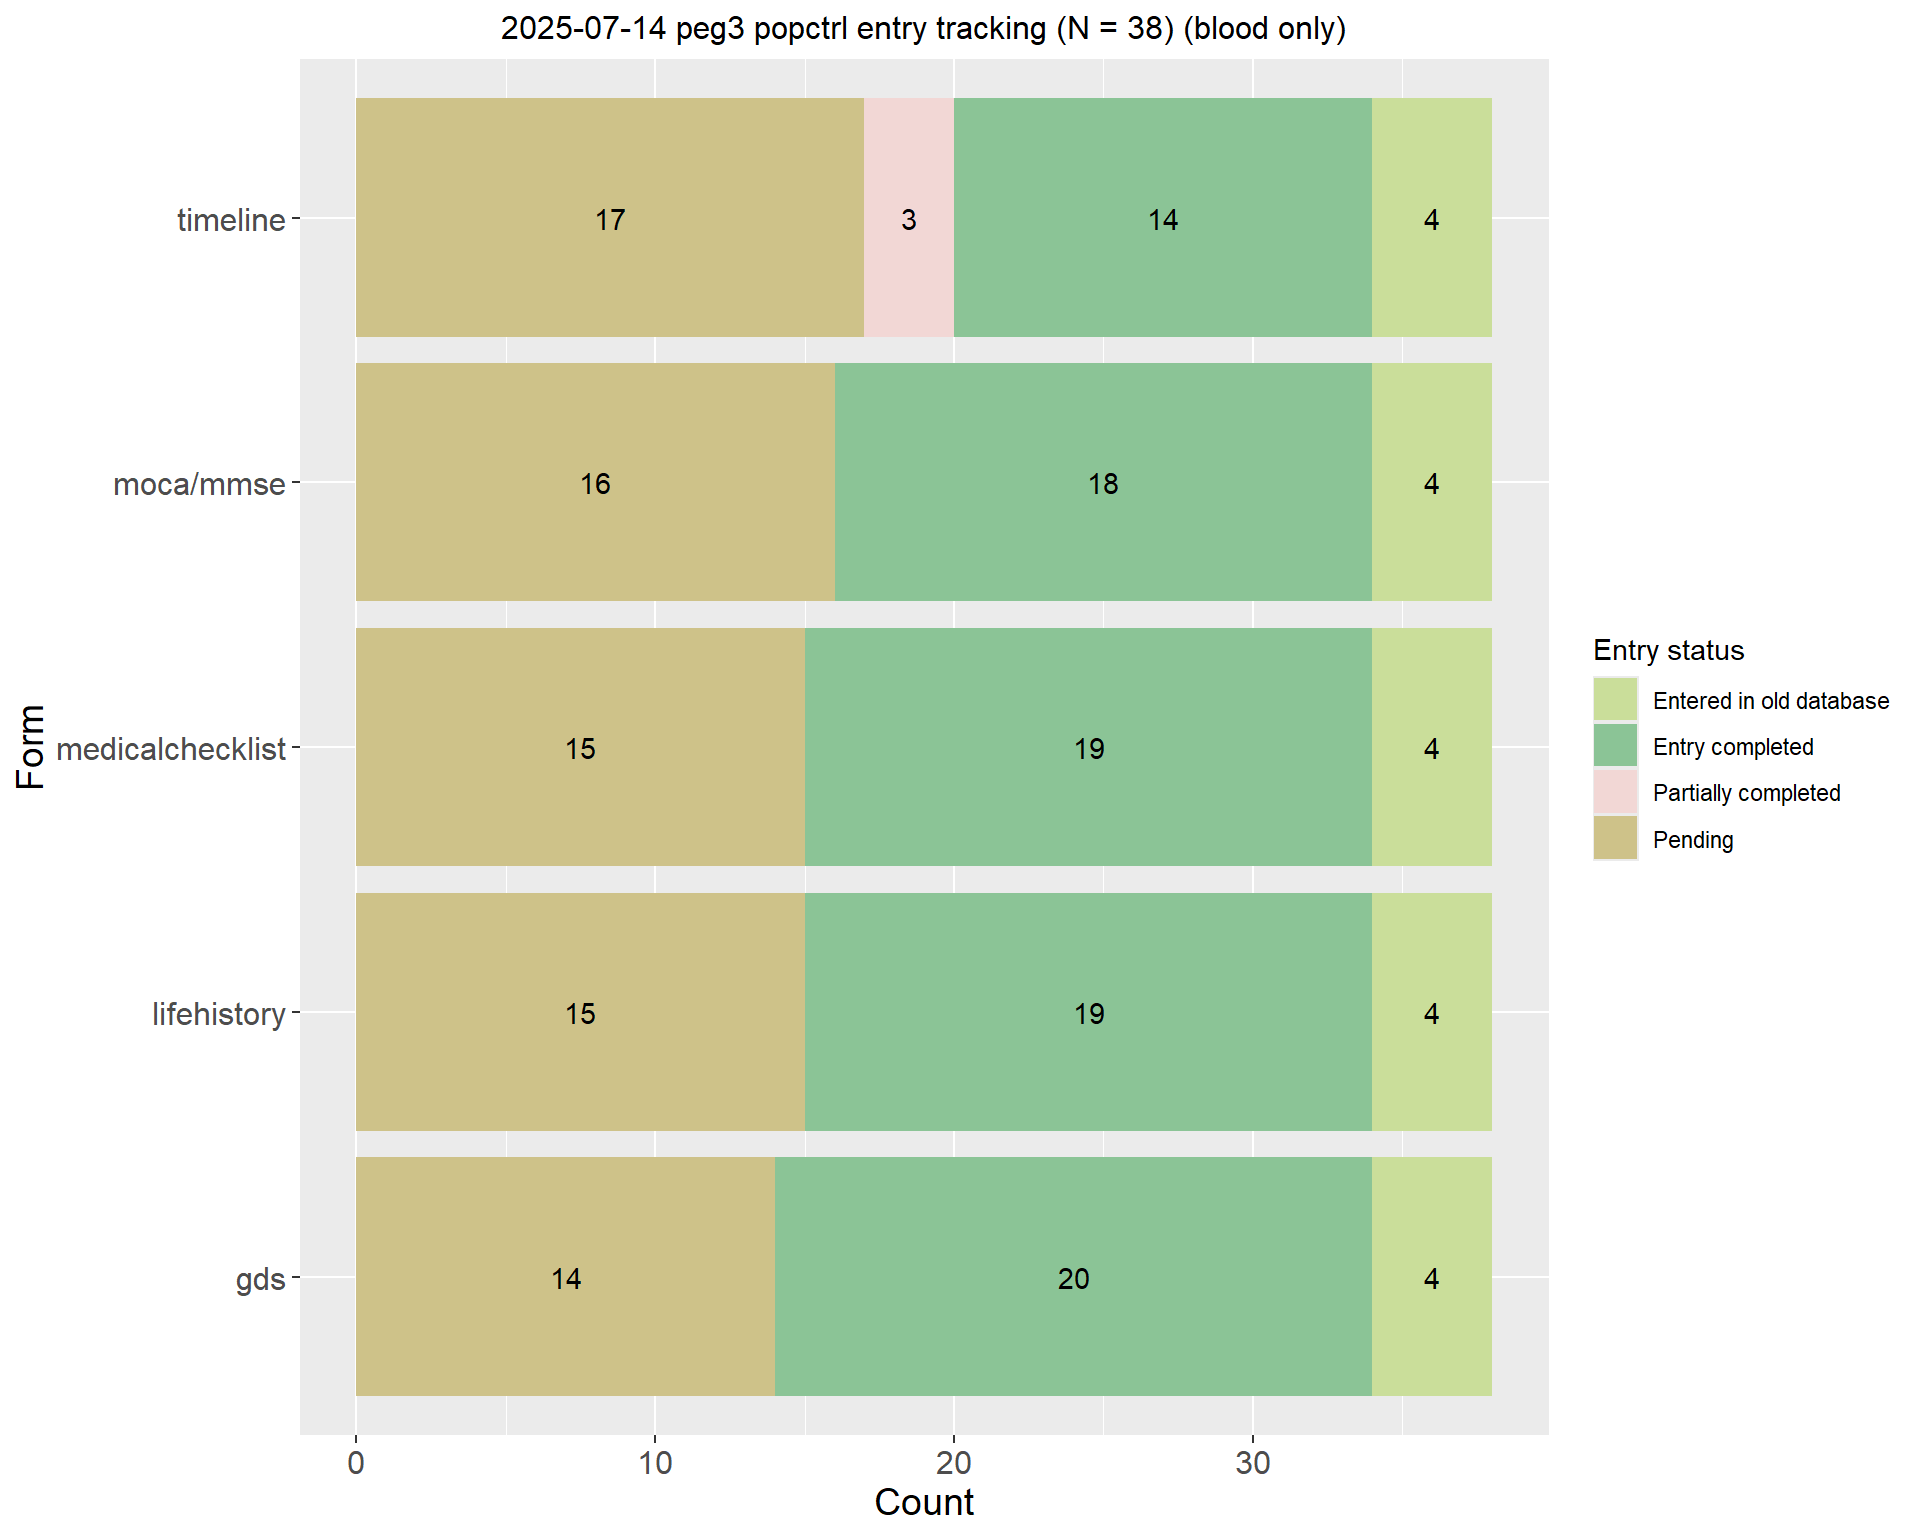 2025-07-14 peg3 popctrl entry tracking (N = 38) (blood only)
timeline
17
3
14
4
moca/mmse
16
18
4
medicalchecklist
15
19
4
lifehistory
15
19
4
gds
14
20
4
0
10
20
30
Count
Form
Entry status
Entered in old database
Entry completed
Partially completed
Pending